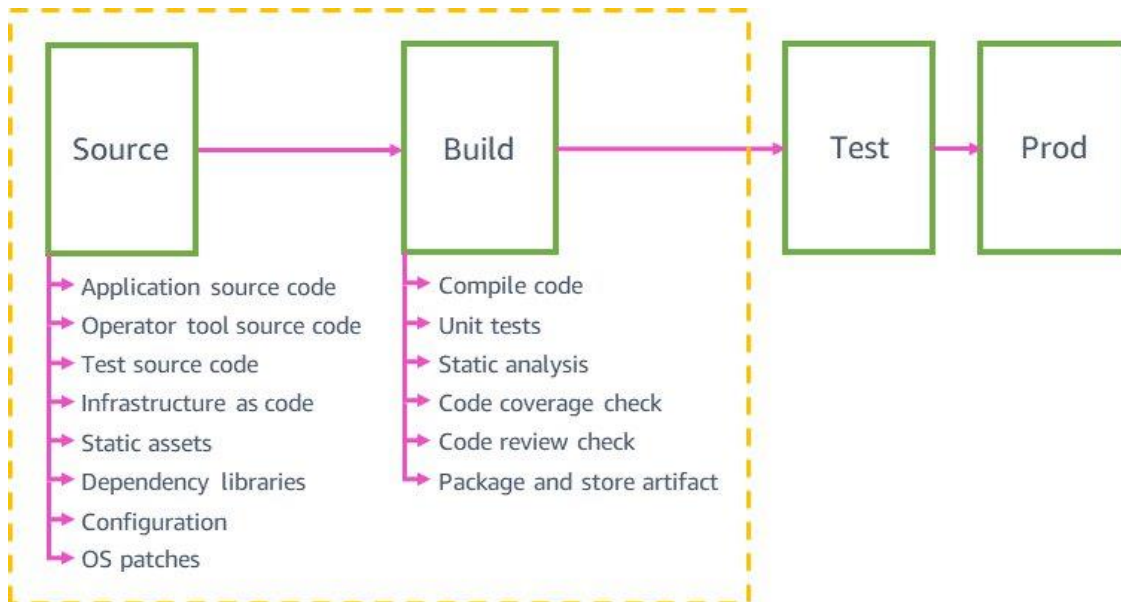 Source
Build
Test
Prod
Application source code
Operator tool source code
Test source code
Infrastructure as code
Static assets
Dependency libraries
Configuration
OS patches
Compile code
Unit tests
Static analysis
Code coverage check
Code review check
Package and store artifact